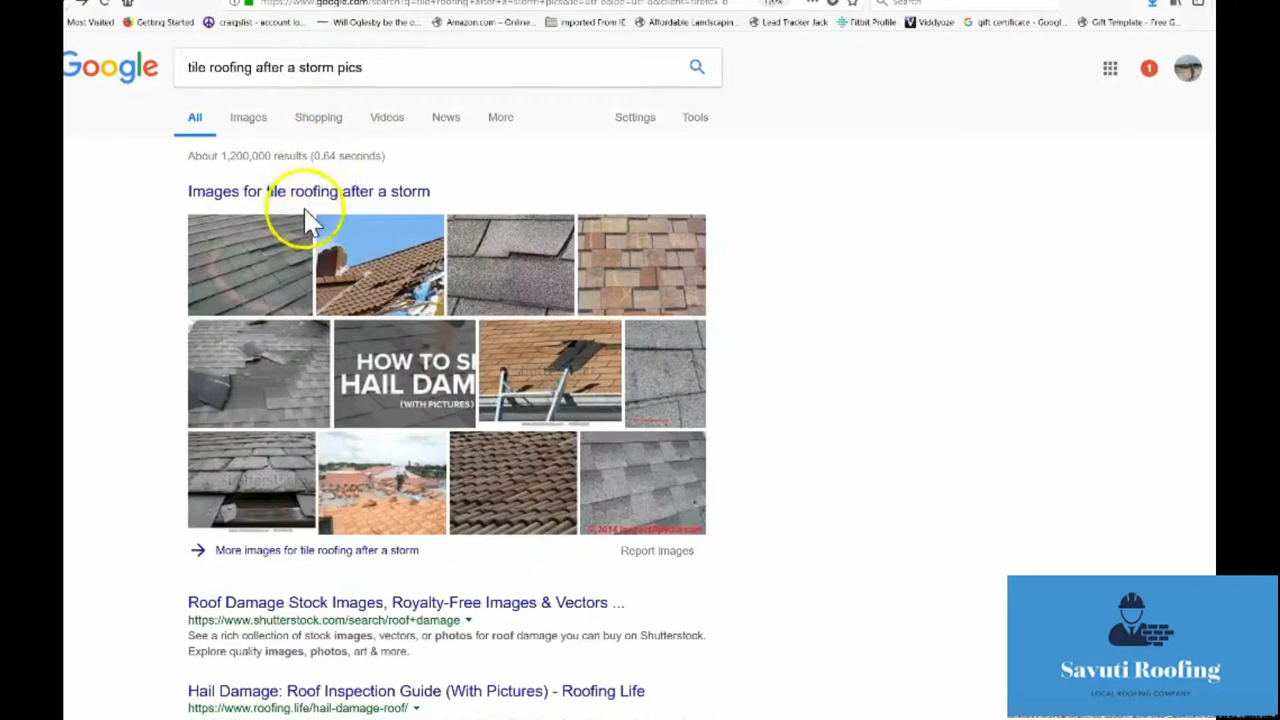 Most Visited Getting Started craigslist - account lo... Will Oglesby be the o... Amazon.com – Online... Imported From IE Affordable Landscapin... Lead Tracker Jack Fitbit Profile Viddyoze gift certificate - Googl... Gift Template - Free G...
Google
tile roofing after a storm pics
1
All Images Shopping Videos News More Settings Tools
About 1,200,000 results (0.64 seconds)
Images for tile roofing after a storm
HOW TO SP
HAIL DAM
(WITH PICTURES)
shutterstock
© 2014 InspectApedia.com
More images for tile roofing after a storm
Report images
Roof Damage Stock Images, Royalty-Free Images & Vectors ...
https://www.shutterstock.com/search/roof+damage
See a rich collection of stock images, vectors, or photos for roof damage you can buy on Shutterstock.
Explore quality images, photos, art & more.
Hail Damage: Roof Inspection Guide (With Pictures) - Roofing Life
https://www.roofing.life/hail-damage-roof/
Savuti Roofing
LOCAL ROOFING COMPANY